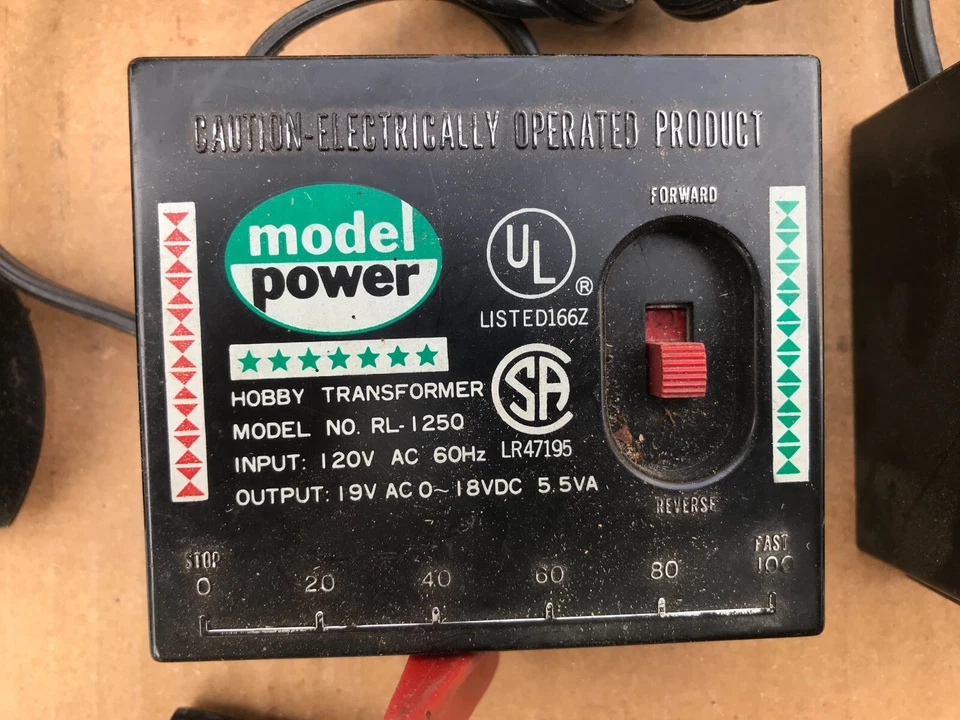 CAUTION-ELECTRICALLY OPERATED PRODUCT
model
power
UL
®
LISTED166Z
SA
LR47195
HOBBY TRANSFORMER
MODEL NO. RL-1250
INPUT: 120V AC 60Hz
OUTPUT: 19V AC 0~18VDC 5.5VA
FORWARD
REVERSE
STOP
FAST
0 20 40 60 80 100